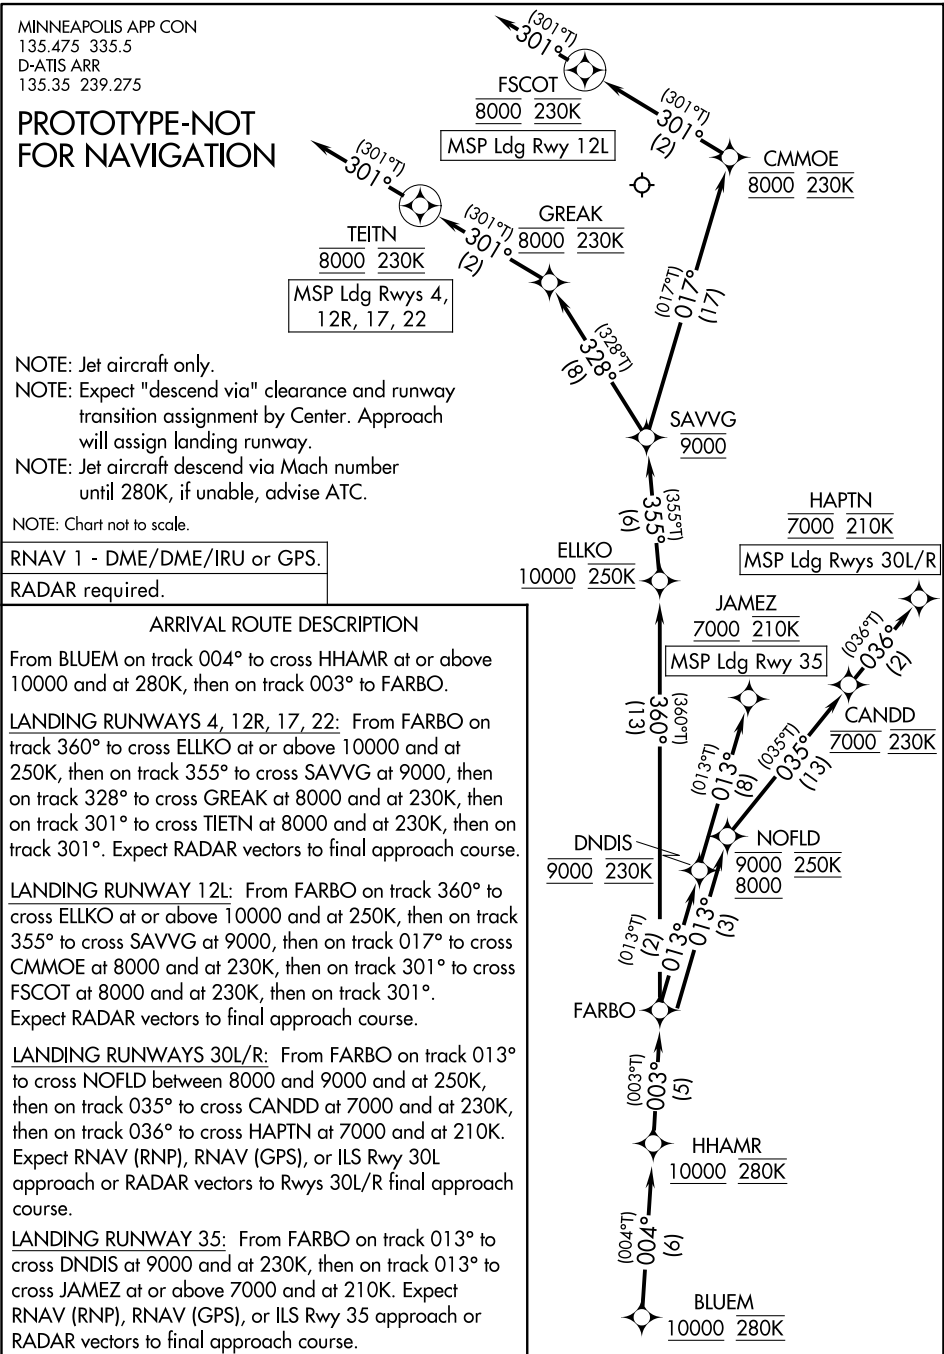 MINNEAPOLIS APP CON
135.475 335.5
D-ATIS ARR
135.35 239.275
PROTOTYPE-NOT
FOR NAVIGATION
(301°T)
301°
FSCOT
8000 230K
MSP Ldg Rwy 12L
(301°T)
301°
(2)
CMMOE
8000 230K
(301°T)
301°
TEITN
8000 230K
MSP Ldg Rwys 4,
12R, 17, 22
(301°T)
301°
(2)
GREAK
8000 230K
(017°T)
017°
(17)
(328°T)
328°
(8)
SAVVG
9000
NOTE: Jet aircraft only.
NOTE: Expect "descend via" clearance and runway
transition assignment by Center. Approach
will assign landing runway.
NOTE: Jet aircraft descend via Mach number
until 280K, if unable, advise ATC.
NOTE: Chart not to scale.
RNAV 1 - DME/DME/IRU or GPS.
RADAR required.
(355°T)
355°
(6)
ELLKO
10000 250K
HAPTN
7000 210K
MSP Ldg Rwys 30L/R
JAMEZ
7000 210K
MSP Ldg Rwy 35
(036°T)
036°
(2)
(360°T)
360°
(13)
CANDD
7000 230K
(035°T)
035°
(13)
(013°T)
013°
(8)
DNDIS
9000 230K
NOFLD
9000 250K
8000
(013°T)
(2)
013°
013°
(3)
FARBO
(003°T)
003°
(5)
HHAMR
10000 280K
(004°T)
004°
(6)
BLUEM
10000 280K
ARRIVAL ROUTE DESCRIPTION
From BLUEM on track 004° to cross HHAMR at or above
10000 and at 280K, then on track 003° to FARBO.
LANDING RUNWAYS 4, 12R, 17, 22: From FARBO on
track 360° to cross ELLKO at or above 10000 and at
250K, then on track 355° to cross SAVVG at 9000, then
on track 328° to cross GREAK at 8000 and at 230K, then
on track 301° to cross TIETN at 8000 and at 230K, then on
track 301°. Expect RADAR vectors to final approach course.
LANDING RUNWAY 12L: From FARBO on track 360° to
cross ELLKO at or above 10000 and at 250K, then on track
355° to cross SAVVG at 9000, then on track 017° to cross
CMMOE at 8000 and at 230K, then on track 301° to cross
FSCOT at 8000 and at 230K, then on track 301°.
Expect RADAR vectors to final approach course.
LANDING RUNWAYS 30L/R: From FARBO on track 013°
to cross NOFLD between 8000 and 9000 and at 250K,
then on track 035° to cross CANDD at 7000 and at 230K,
then on track 036° to cross HAPTN at 7000 and at 210K.
Expect RNAV (RNP), RNAV (GPS), or ILS Rwy 30L
approach or RADAR vectors to Rwys 30L/R final approach
course.
LANDING RUNWAY 35: From FARBO on track 013° to
cross DNDIS at 9000 and at 230K, then on track 013° to
cross JAMEZ at or above 7000 and at 210K. Expect
RNAV (RNP), RNAV (GPS), or ILS Rwy 35 approach or
RADAR vectors to final approach course.